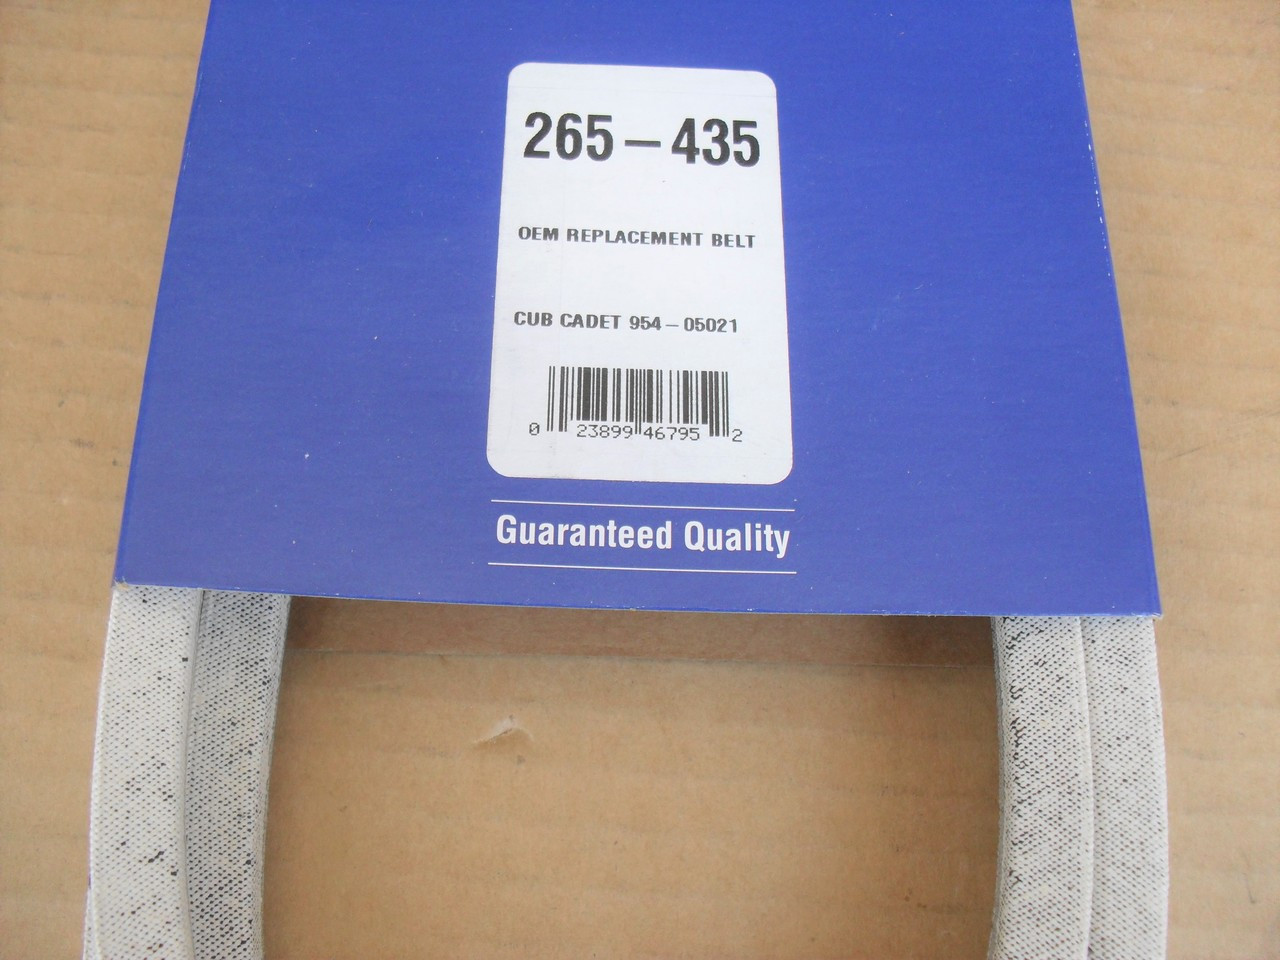 265-435
OEM REPLACEMENT BELT
CUB CADET 954-05021
0 23899 46795 2
Guaranteed Quality